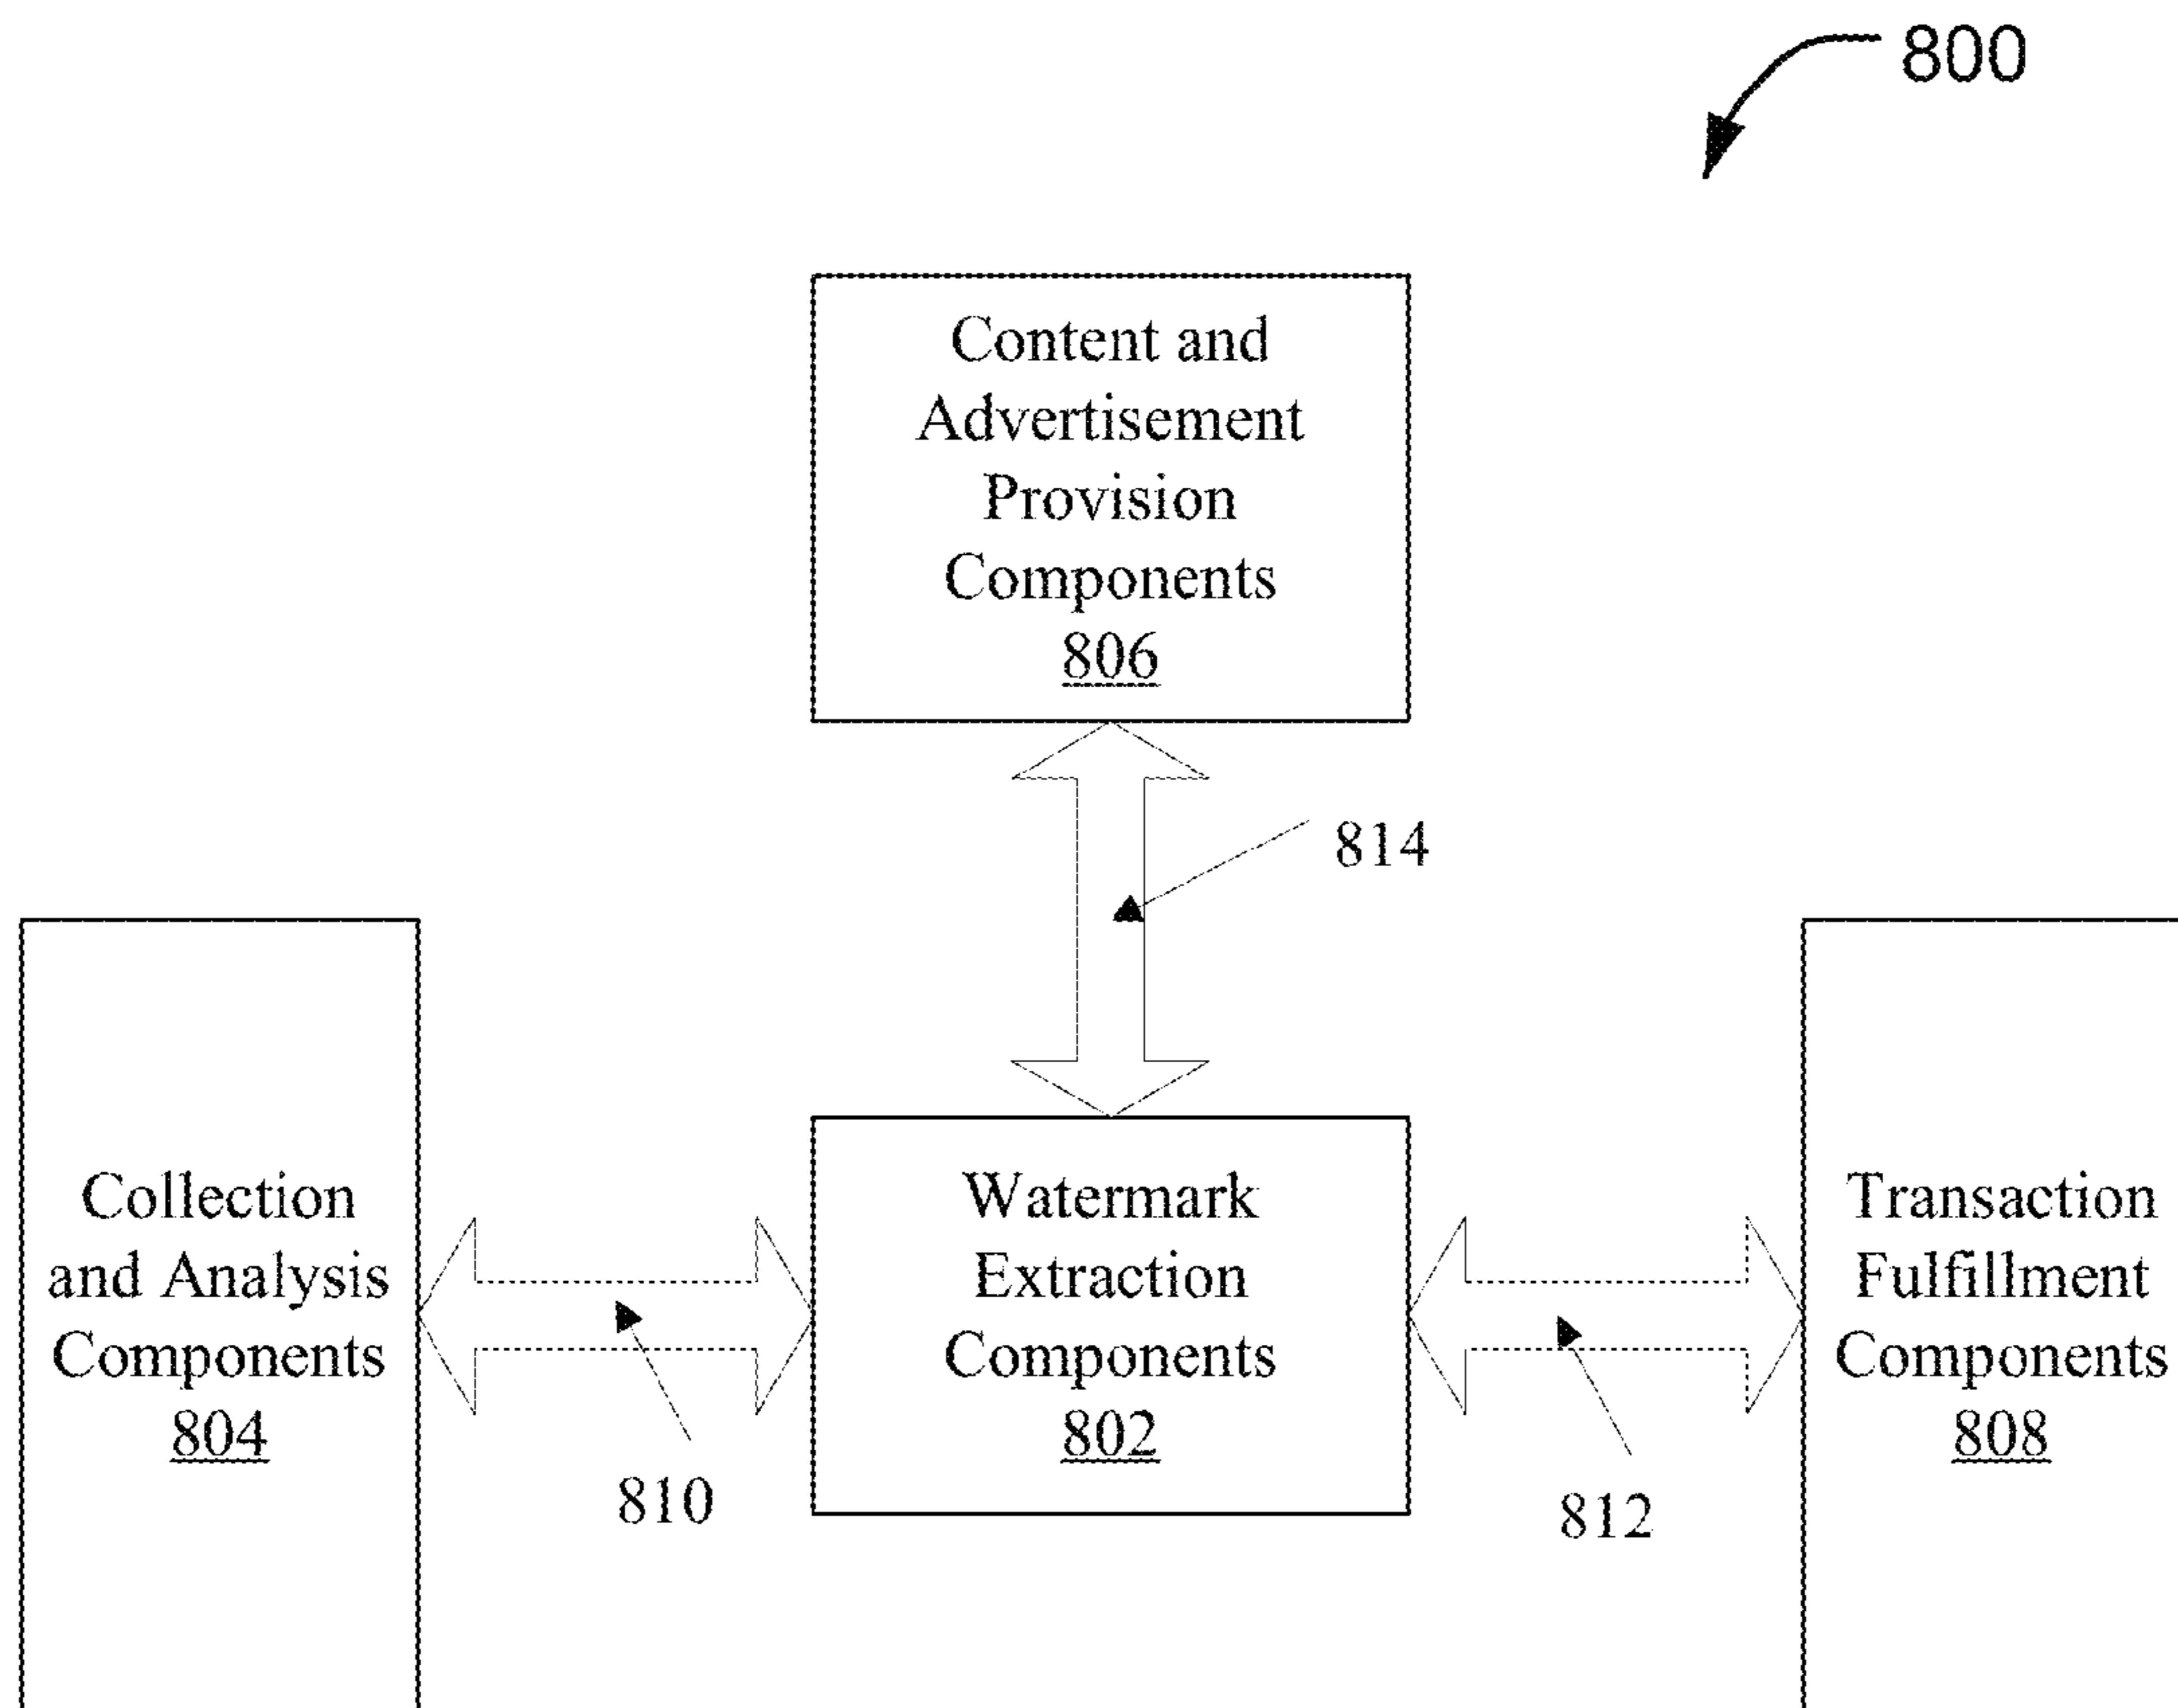 800
Content and
Advertisement
Provision
Components
806
814
Collection
and Analysis
Components
804
810
Watermark
Extraction
Components
802
812
Transaction
Fulfillment
Components
808